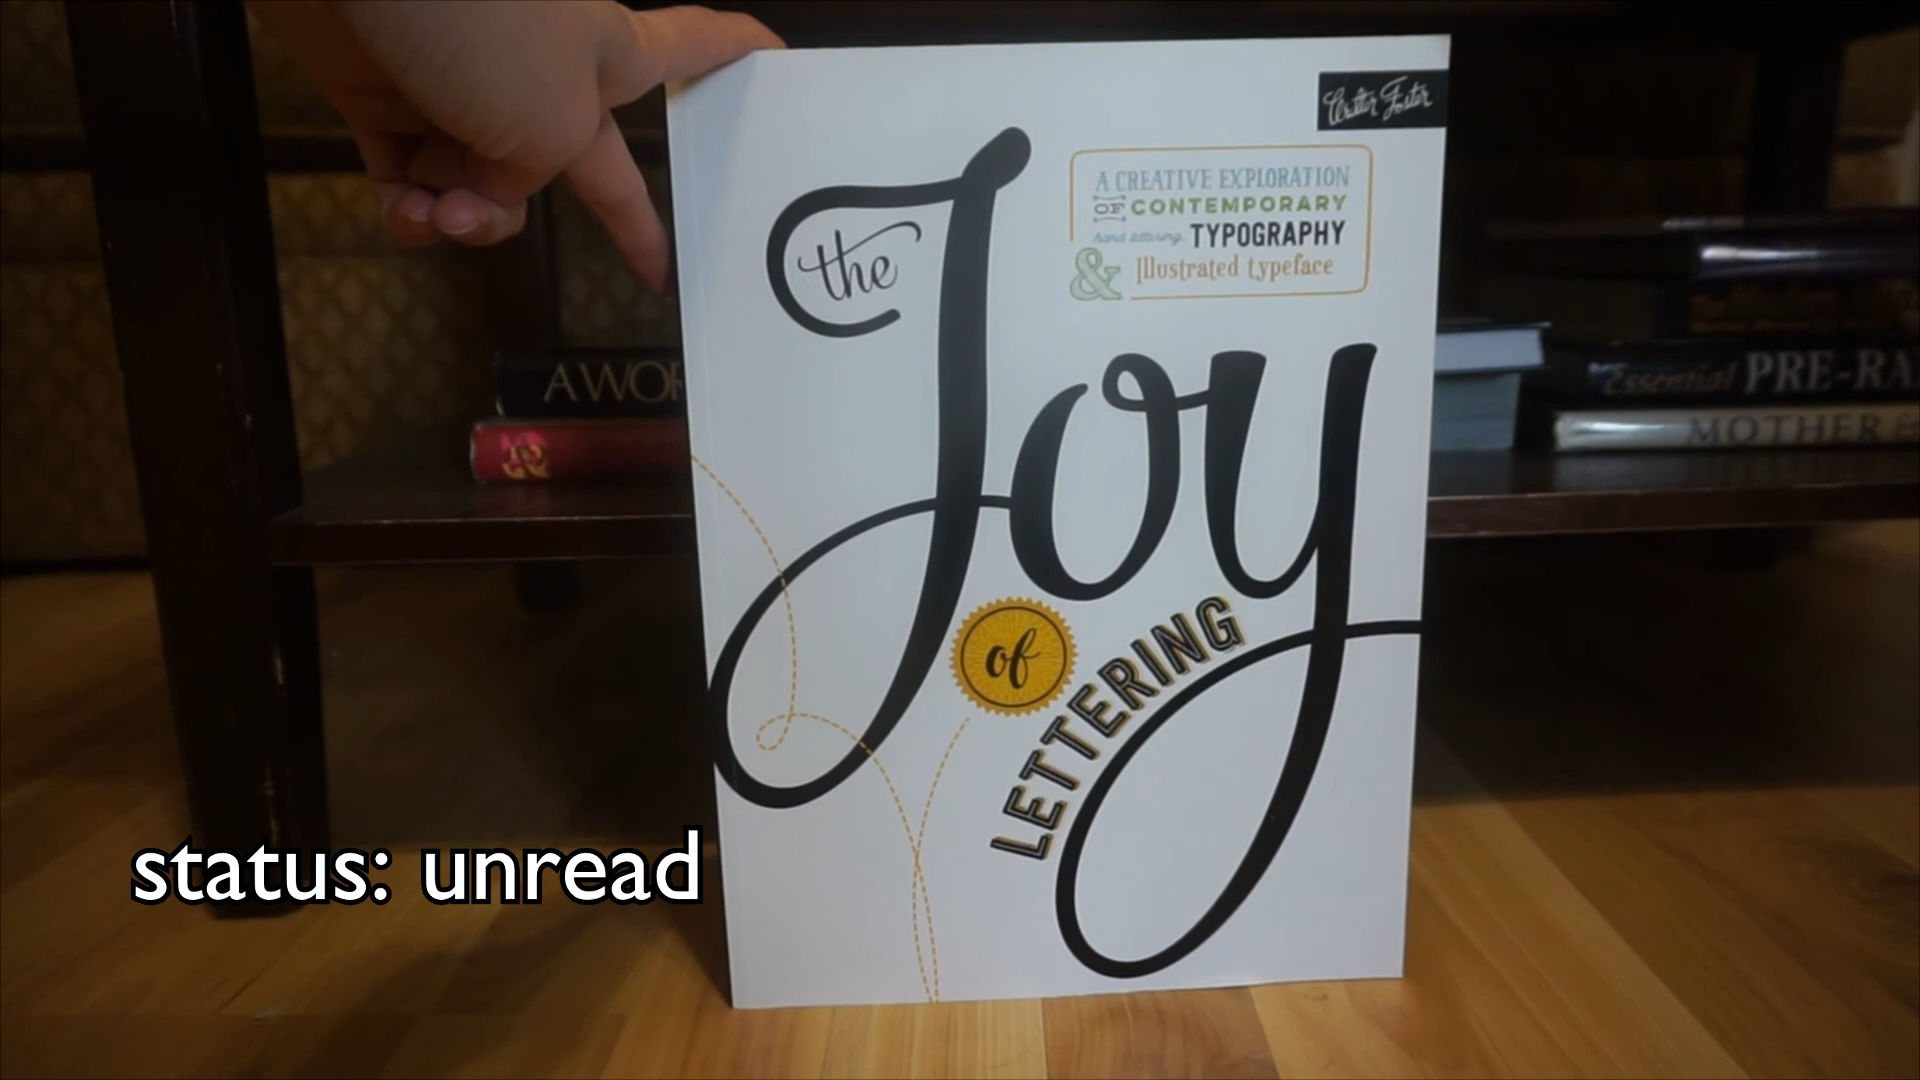 Walter Foster
A CREATIVE EXPLORATION
OF CONTEMPORARY
hand lettering, TYPOGRAPHY
& Illustrated typeface
the
Joy
of
LETTERING
A WOR
Essential PRE-RA
MOTHER
status: unread